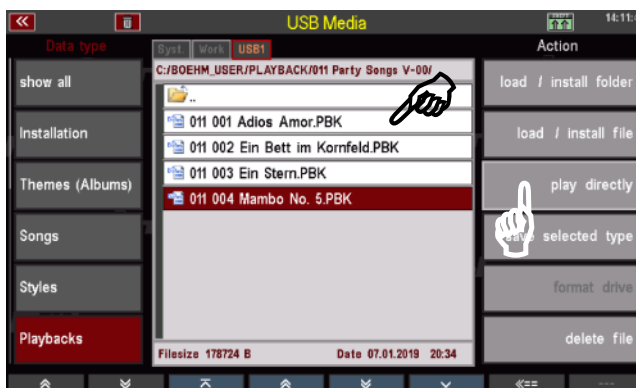 USB Media
14:11:
Data type
Syst. Work USB1
Action
C:/BOEHM_USER/PLAYBACK/011 Party Songs V-00/
show all
..
load / install folder
011 001 Adios Amor.PBK
Installation
011 002 Ein Bett im Kornfeld.PBK
load / install file
011 003 Ein Stern.PBK
Themes (Albums)
011 004 Mambo No. 5.PBK
play directly
Songs
save selected type
Styles
format drive
Playbacks
delete file
Filesize 178724 B Date 07.01.2019 20:34
«== ---